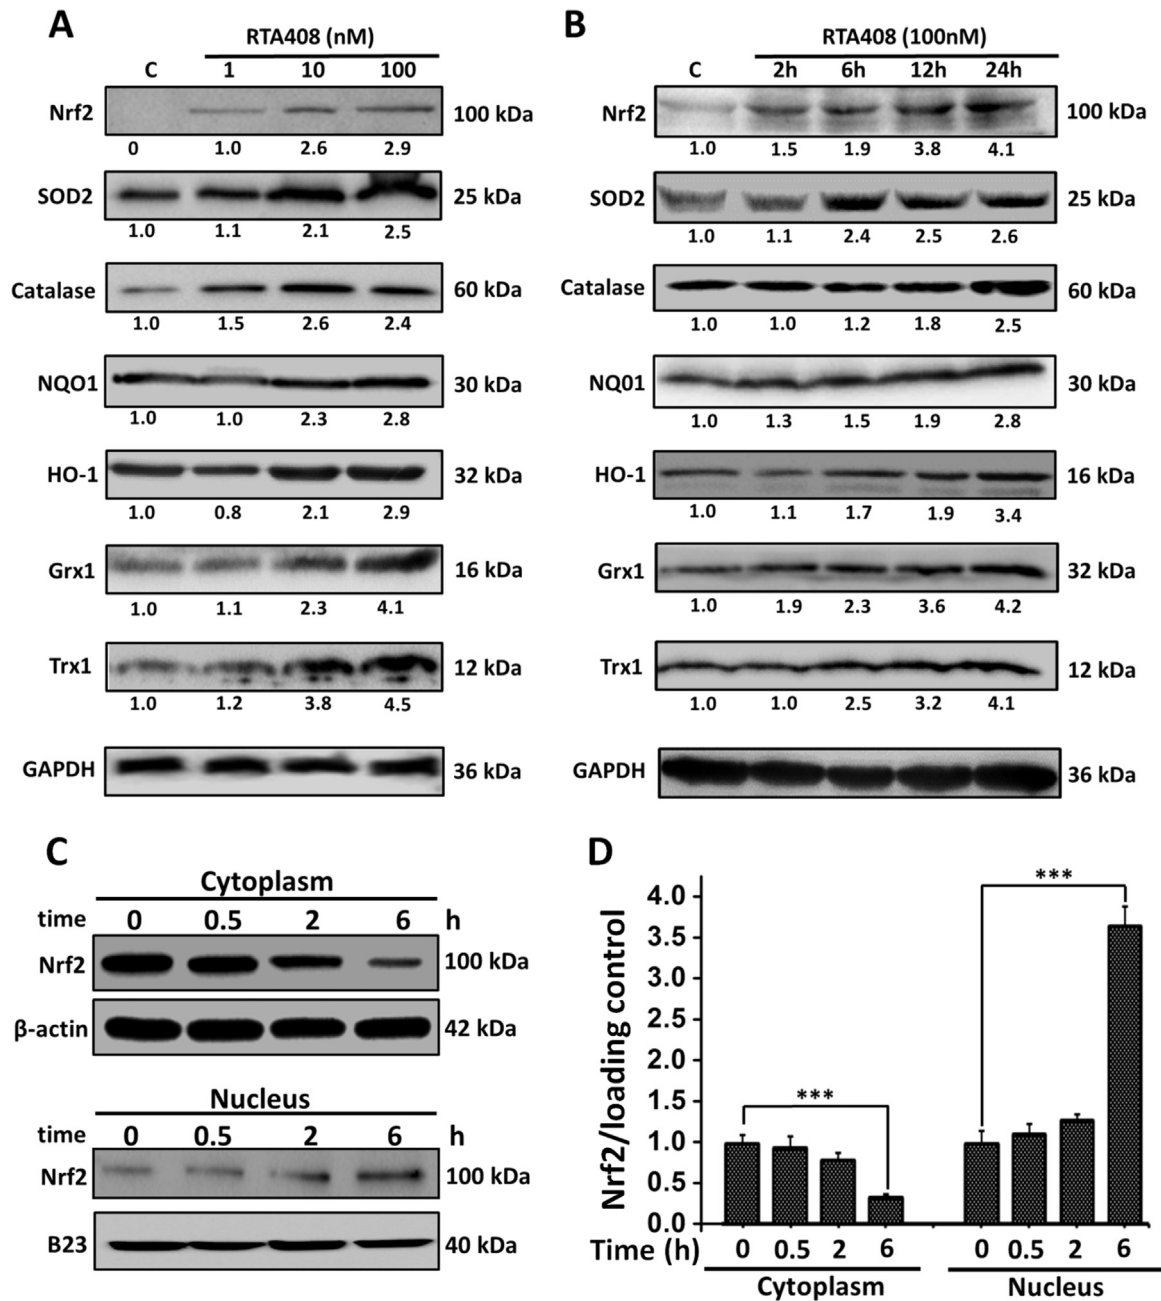 A
RTA408 (nM)
C 1 10 100
Nrf2 100 kDa
0 1.0 2.6 2.9
SOD2 25 kDa
1.0 1.1 2.1 2.5
Catalase 60 kDa
1.0 1.5 2.6 2.4
NQO1 30 kDa
1.0 1.0 2.3 2.8
HO-1 32 kDa
1.0 0.8 2.1 2.9
Grx1 16 kDa
1.0 1.1 2.3 4.1
Trx1 12 kDa
1.0 1.2 3.8 4.5
GAPDH 36 kDa
B
RTA408 (100nM)
C 2h 6h 12h 24h
Nrf2 100 kDa
1.0 1.5 1.9 3.8 4.1
SOD2 25 kDa
1.0 1.1 2.4 2.5 2.6
Catalase 60 kDa
1.0 1.0 1.2 1.8 2.5
NQ01 30 kDa
1.0 1.3 1.5 1.9 2.8
HO-1 16 kDa
1.0 1.1 1.7 1.9 3.4
Grx1 32 kDa
1.0 1.9 2.3 3.6 4.2
Trx1 12 kDa
1.0 1.0 2.5 3.2 4.1
GAPDH 36 kDa
C
Cytoplasm
time 0 0.5 2 6 h
Nrf2 100 kDa
β-actin 42 kDa
Nucleus
time 0 0.5 2 6 h
Nrf2 100 kDa
B23 40 kDa
D
Nrf2/loading control
4.0
3.5
3.0
2.5
2.0
1.5
1.0
0.5
0.0
***
***
Time (h) 0 0.5 2 6 0 0.5 2 6
Cytoplasm Nucleus